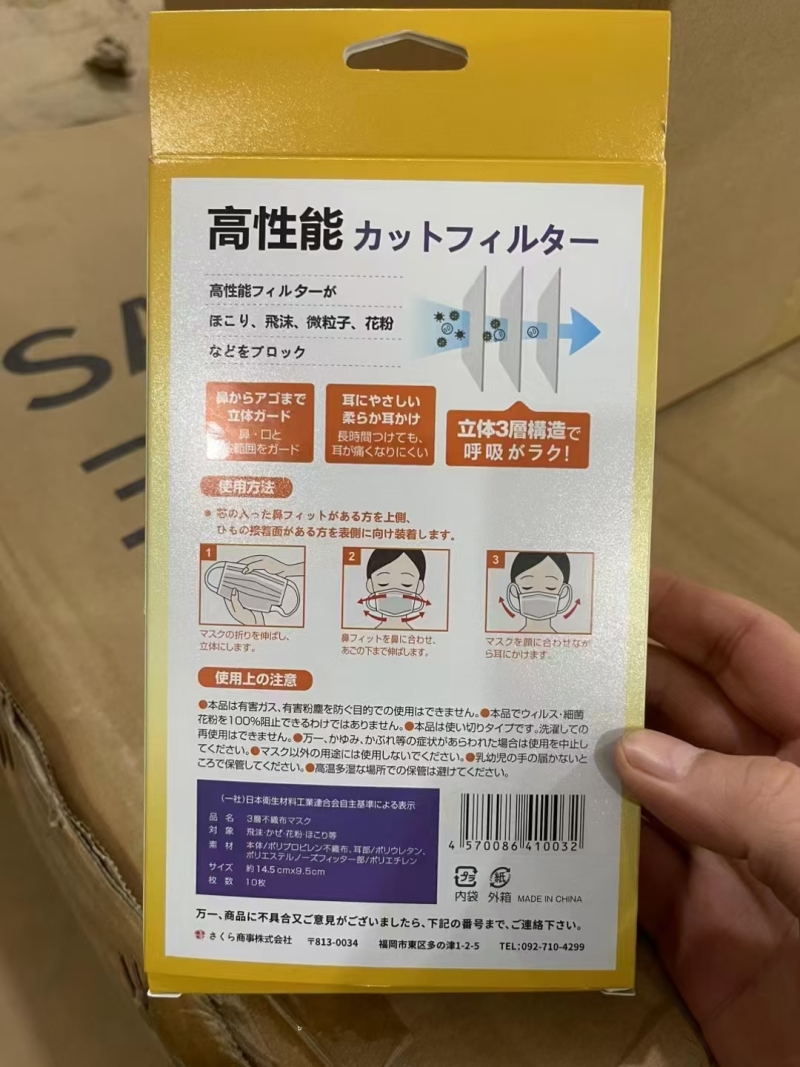 高性能 カットフィルター
高性能フィルターが
ほこり、飛沫、微粒子、花粉
などをブロック
鼻からアゴまで
立体ガード
鼻・口と
範囲をガード
耳にやさしい
柔らか耳かけ
長時間つけても、
耳が痛くなりにくい
立体3層構造で
呼吸がラク!
使用方法
芯の入った鼻フィットがある方を上側、
ひもの接着面がある方を表側に向け装着します。
1
マスクの折りを伸ばし、
立体にします。
2
鼻フィットを鼻に合わせ、
あごの下まで伸ばします。
3
マスクを顔に合わせなが
ら耳にかけます。
使用上の注意
●本品は有害ガス、有害粉塵を防ぐ目的での使用はできません。●本品でウィルス・細菌
花粉を100%阻止できるわけではありません。●本品は使い切りタイプです。洗濯しての
再使用はできません。●万一、かゆみ、かぶれ等の症状があらわれた場合は使用を中止し
てください。●マスク以外の用途には使用しないでください。●乳幼児の手の届かないと
ころで保管してください。●高温多湿な場所での保管は避けてください。
(一社)日本衛生材料工業連合会自主基準による表示
品 名 3層不織布マスク
対 象 飛沫・かぜ・花粉・ほこり等
素 材 本体/ポリプロピレン不織布、耳部/ポリウレタン、
ポリエステルノーズフィッター部/ポリエチレン
サイズ 約14.5cm×9.5cm
枚 数 10枚
4 570086 410032
プラ 紙
内袋 外箱 MADE IN CHINA
万一、商品に不具合又ご意見がございましたら、下記の番号まで、ご連絡下さい。
さくら商事株式会社 〒813-0034 福岡市東区多の津1-2-5 TEL:092-710-4299